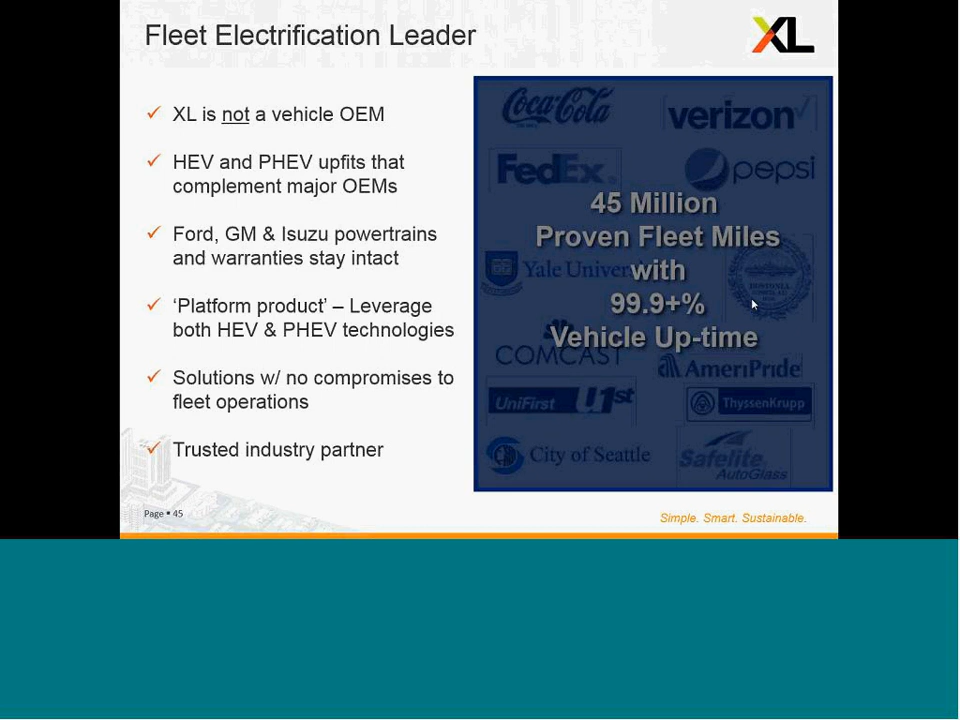 Fleet Electrification Leader
XL
XL is not a vehicle OEM
HEV and PHEV upfits that
complement major OEMs
Ford, GM & Isuzu powertrains
and warranties stay intact
‘Platform product’ – Leverage
both HEV & PHEV technologies
Solutions w/ no compromises to
fleet operations
Trusted industry partner
Coca-Cola
verizon
FedEx
pepsi
45 Million
Proven Fleet Miles
with
99.9+%
Vehicle Up-time
Yale
COMCAST
AmeriPride
UniFirst U1st
ThyssenKrupp
City of Seattle
Safelite
AutoGlass
Page ▪ 45
Simple. Smart. Sustainable.